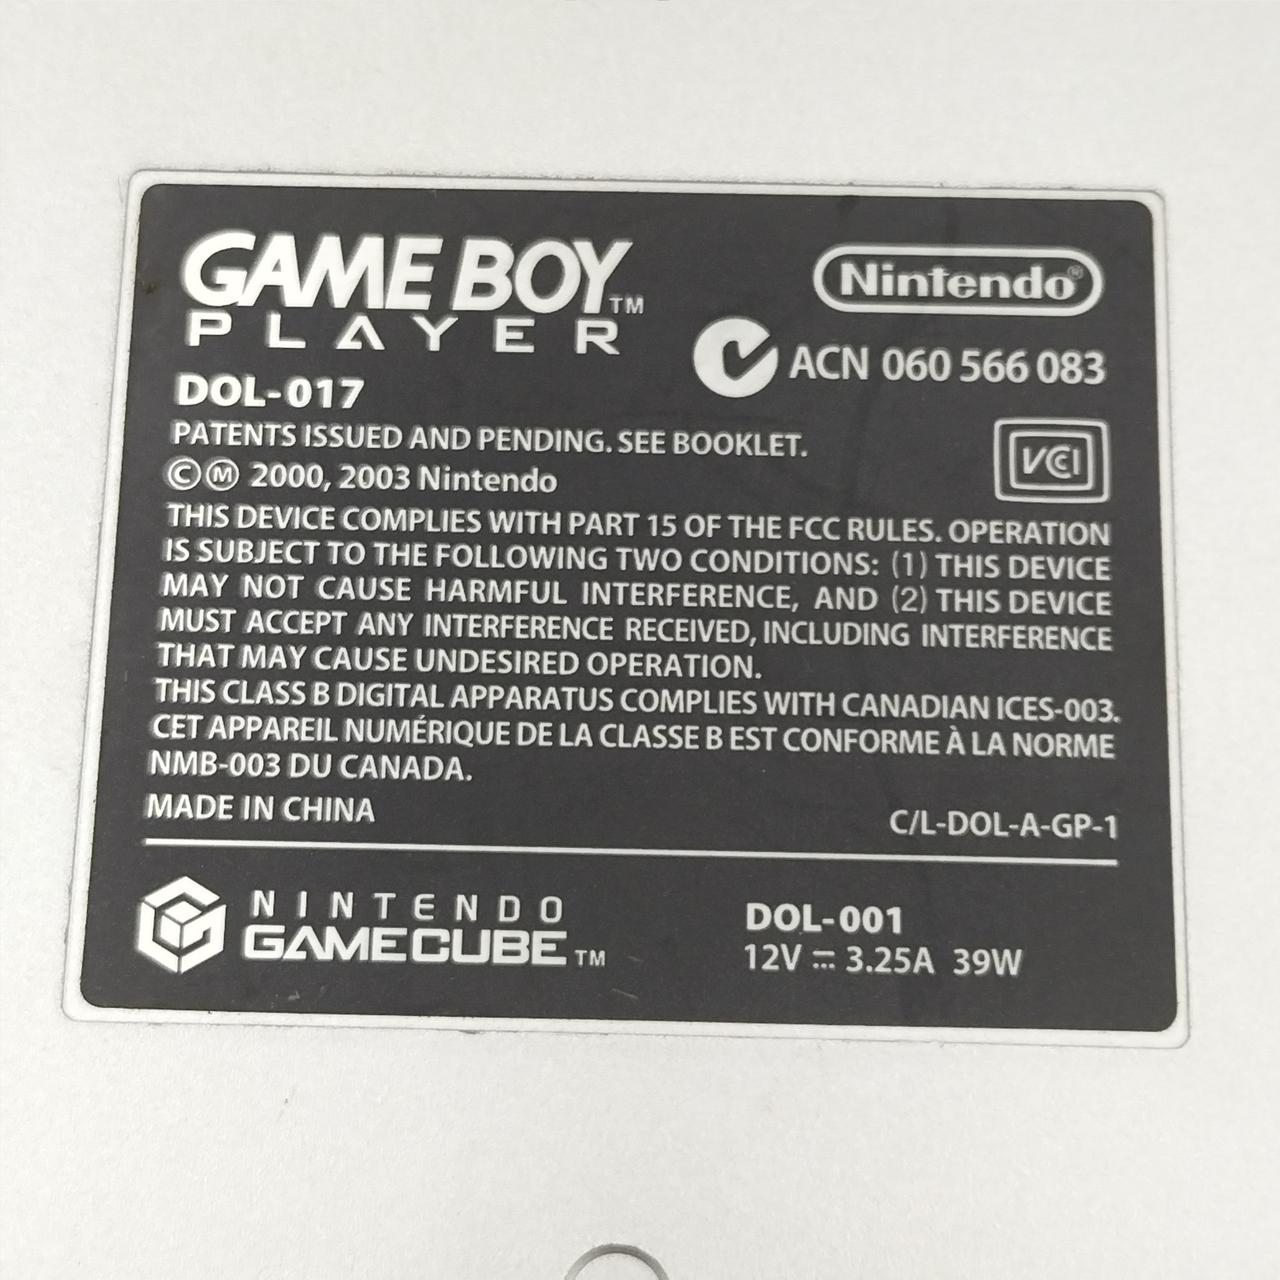 GAME BOY™
PLAYER
Nintendo®
ACN 060 566 083
DOL-017
PATENTS ISSUED AND PENDING. SEE BOOKLET.
VCI
©Ⓜ 2000, 2003 Nintendo
THIS DEVICE COMPLIES WITH PART 15 OF THE FCC RULES. OPERATION
IS SUBJECT TO THE FOLLOWING TWO CONDITIONS: (1) THIS DEVICE
MAY NOT CAUSE HARMFUL INTERFERENCE, AND (2) THIS DEVICE
MUST ACCEPT ANY INTERFERENCE RECEIVED, INCLUDING INTERFERENCE
THAT MAY CAUSE UNDESIRED OPERATION.
THIS CLASS B DIGITAL APPARATUS COMPLIES WITH CANADIAN ICES-003.
CET APPAREIL NUMÉRIQUE DE LA CLASSE B EST CONFORME À LA NORME
NMB-003 DU CANADA.
MADE IN CHINA
C/L-DOL-A-GP-1
NINTENDO
GAMECUBE™
DOL-001
12V ⎓ 3.25A 39W